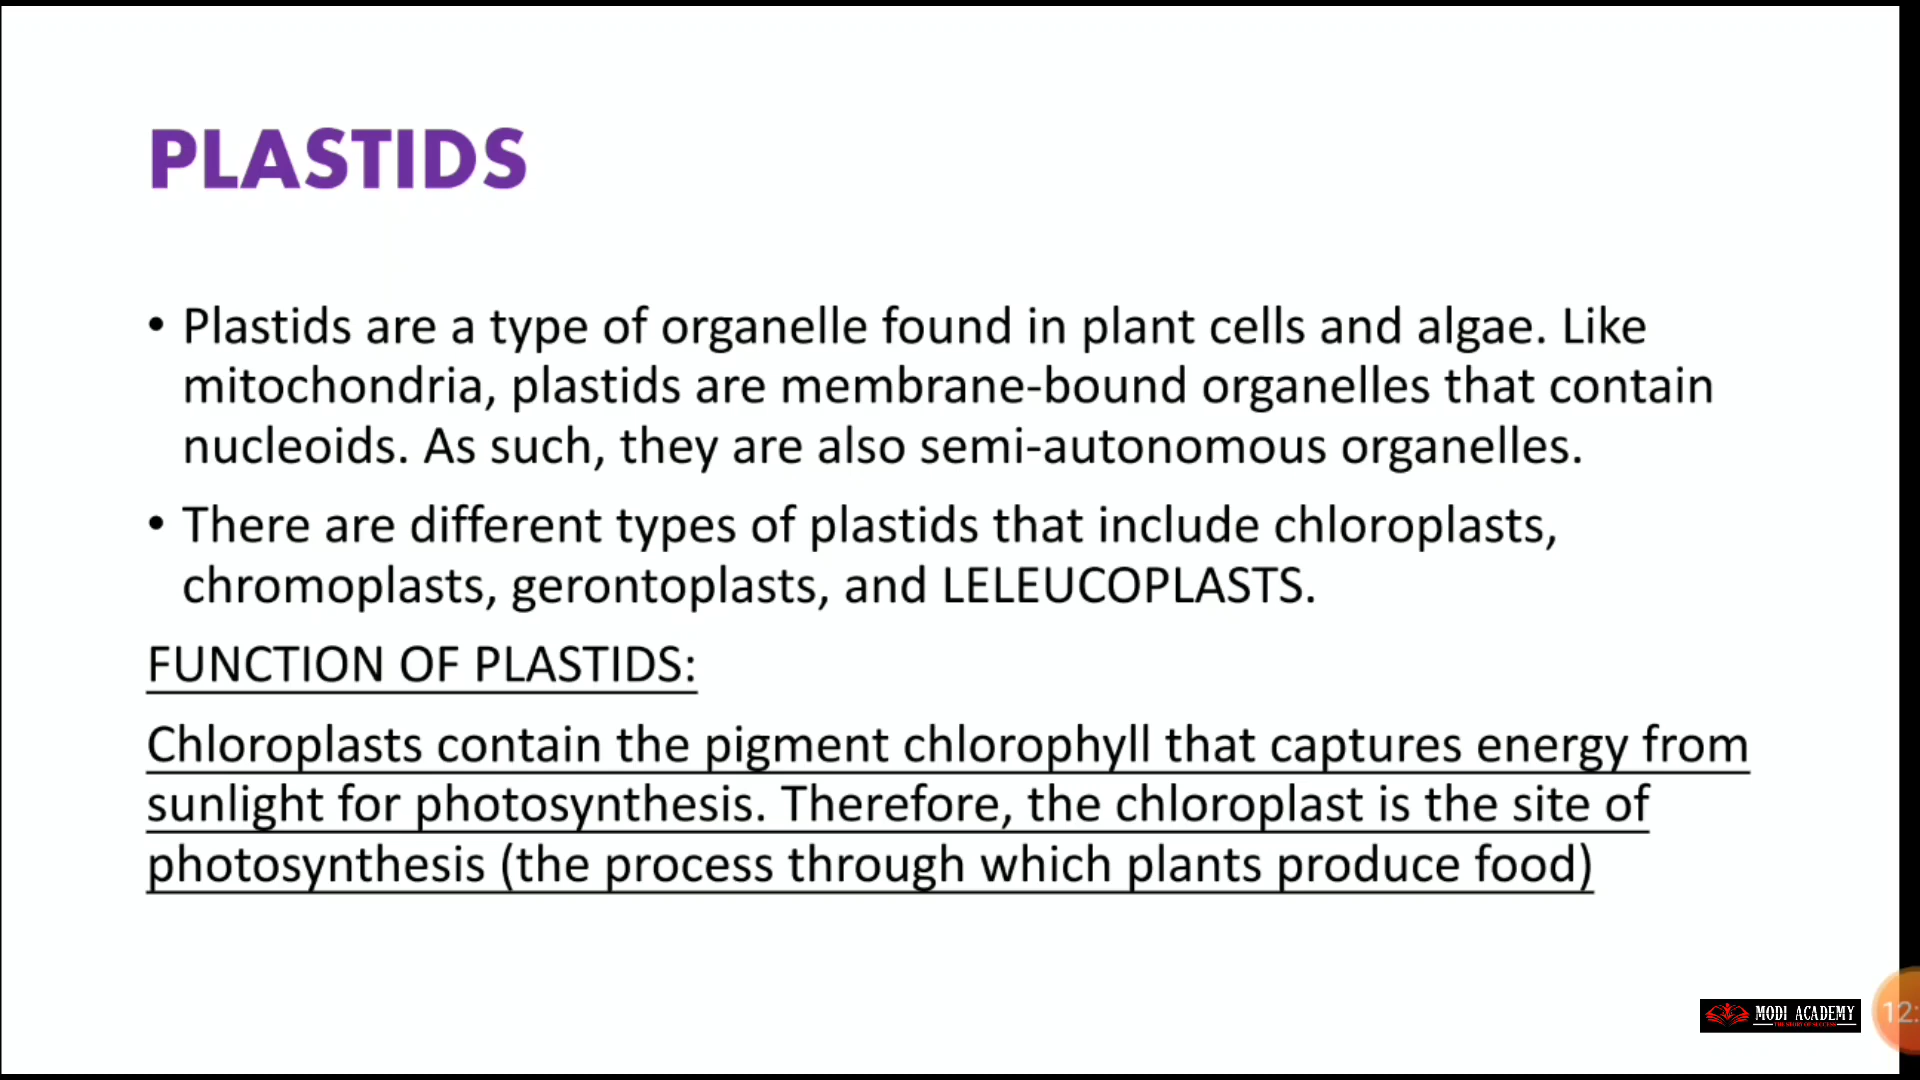 PLASTIDS
• Plastids are a type of organelle found in plant cells and algae. Like
mitochondria, plastids are membrane-bound organelles that contain
nucleoids. As such, they are also semi-autonomous organelles.
• There are different types of plastids that include chloroplasts,
chromoplasts, gerontoplasts, and LELEUCOPLASTS.
FUNCTION OF PLASTIDS:
Chloroplasts contain the pigment chlorophyll that captures energy from
sunlight for photosynthesis. Therefore, the chloroplast is the site of
photosynthesis (the process through which plants produce food)
MODI ACADEMY
12: